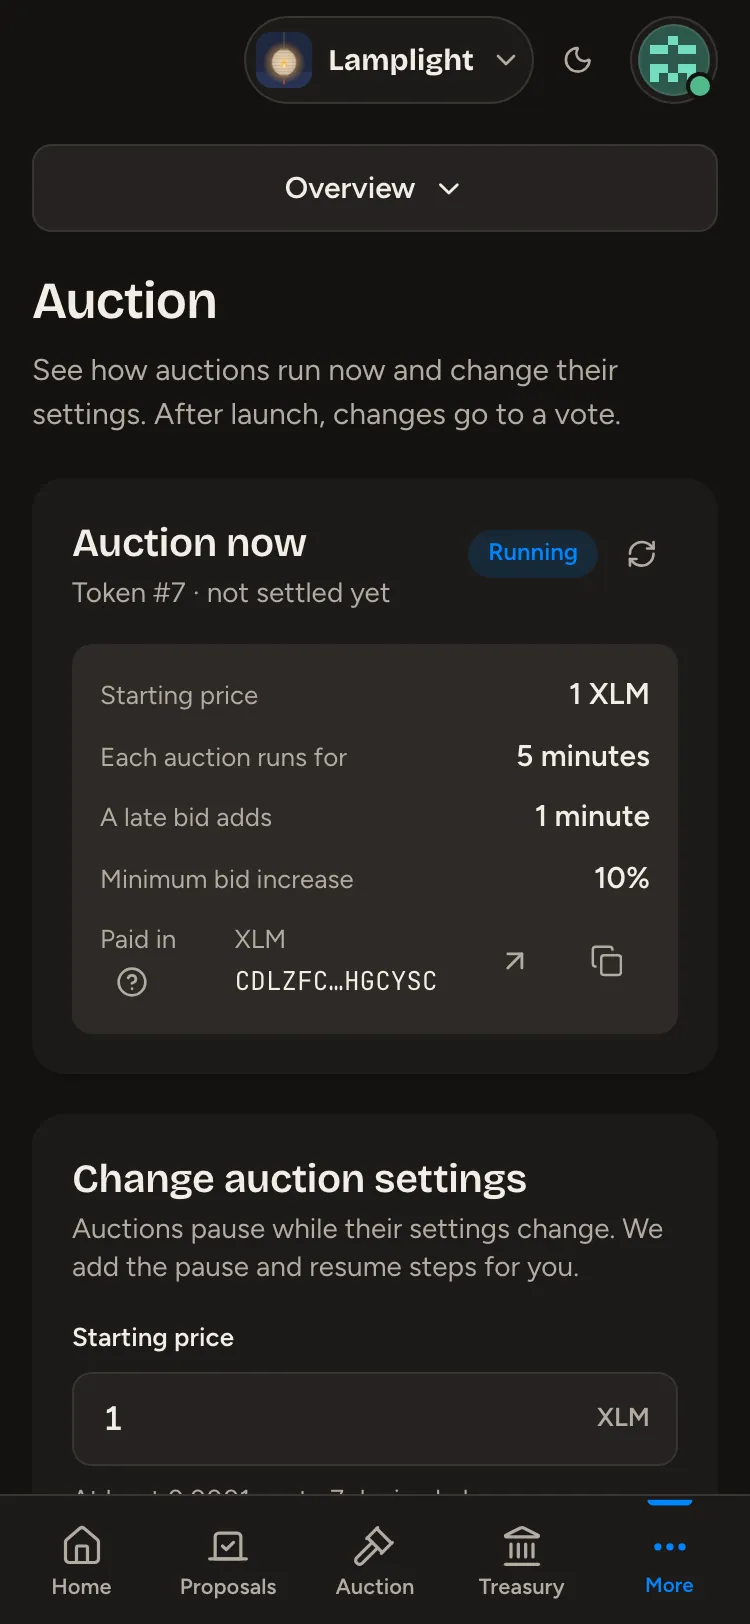 Lamplight
Overview
Auction
See how auctions run now and change their
settings. After launch, changes go to a vote.
Auction now
Running
Token #7 · not settled yet
Starting price 1 XLM
Each auction runs for 5 minutes
A late bid adds 1 minute
Minimum bid increase 10%
Paid in XLM
CDLZFC…HGCYSC
Change auction settings
Auctions pause while their settings change. We
add the pause and resume steps for you.
Starting price
1 XLM
Home Proposals Auction Treasury More